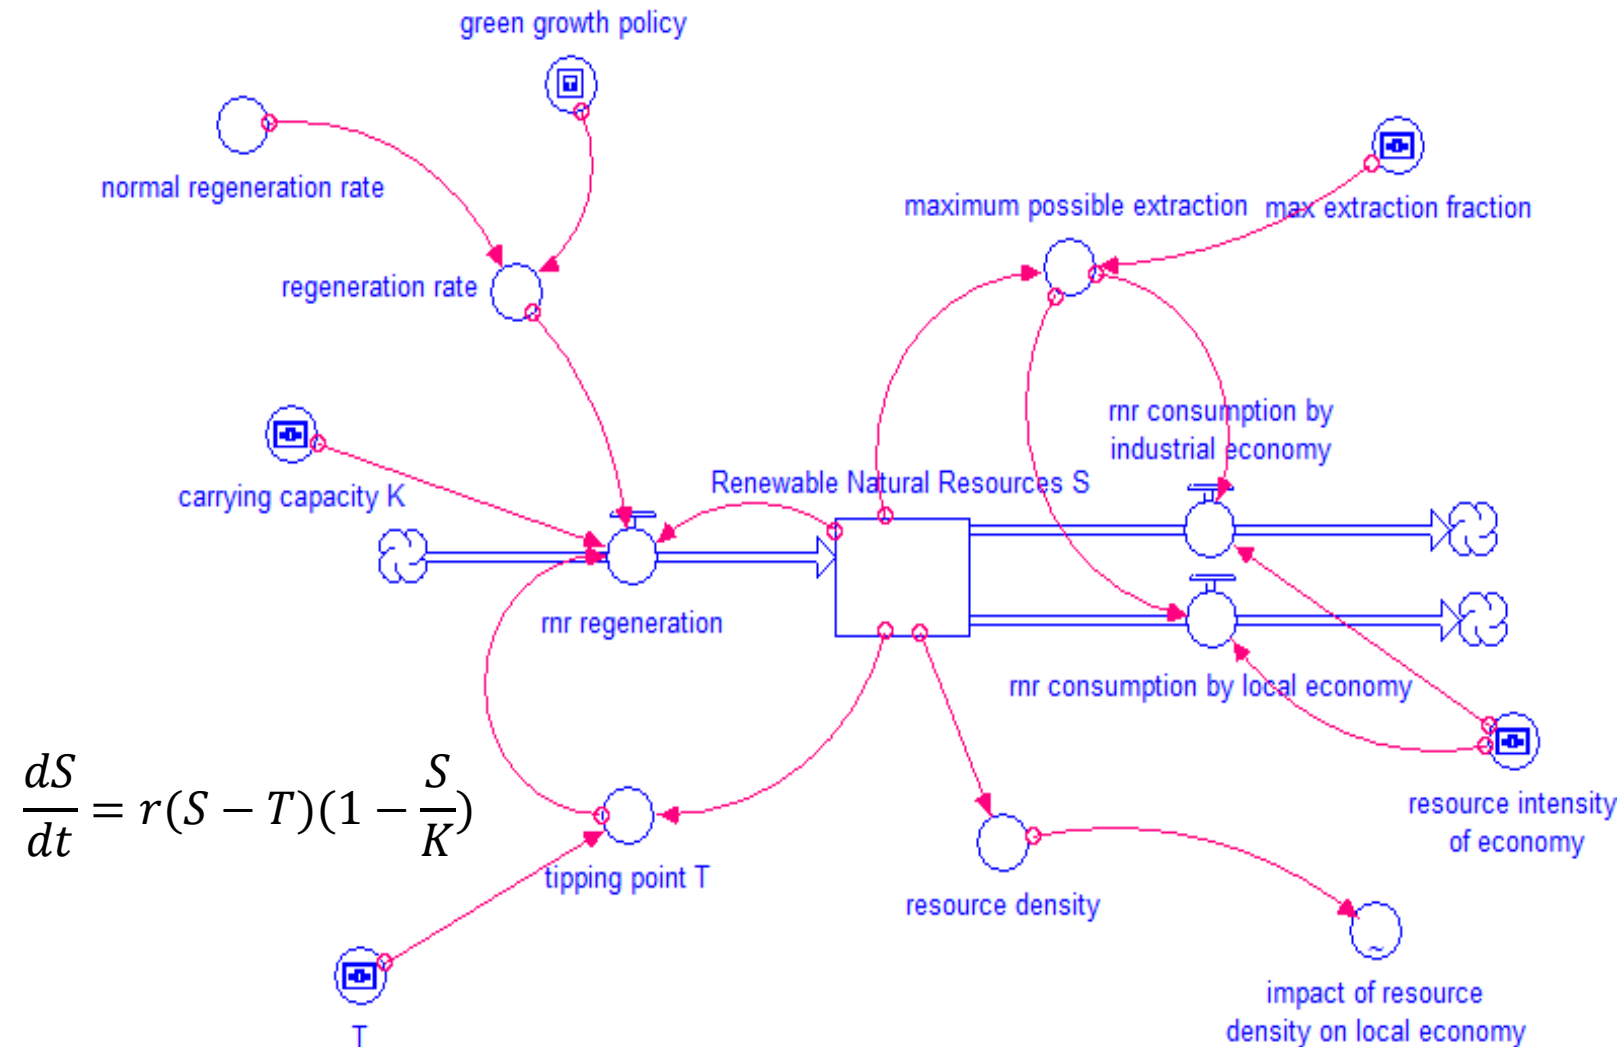 green growth policy
normal regeneration rate
maximum possible extraction
max extraction fraction
regeneration rate
rnr consumption by
industrial economy
carrying capacity K
Renewable Natural Resources S
rnr regeneration
rnr consumption by local economy
dS/dt = r(S − T)(1 − S/K)
resource intensity
of economy
tipping point T
resource density
impact of resource
density on local economy
T